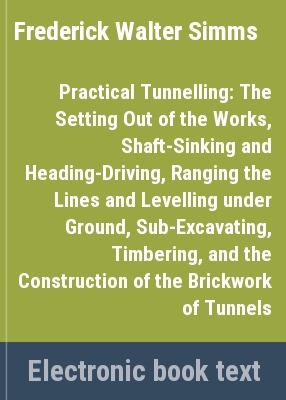 Frederick Walter Simms
Practical Tunnelling: The
Setting Out of the Works,
Shaft-Sinking and
Heading-Driving, Ranging the
Lines and Levelling under
Ground, Sub-Excavating,
Timbering, and the
Construction of the Brickwork
of Tunnels
Electronic book text